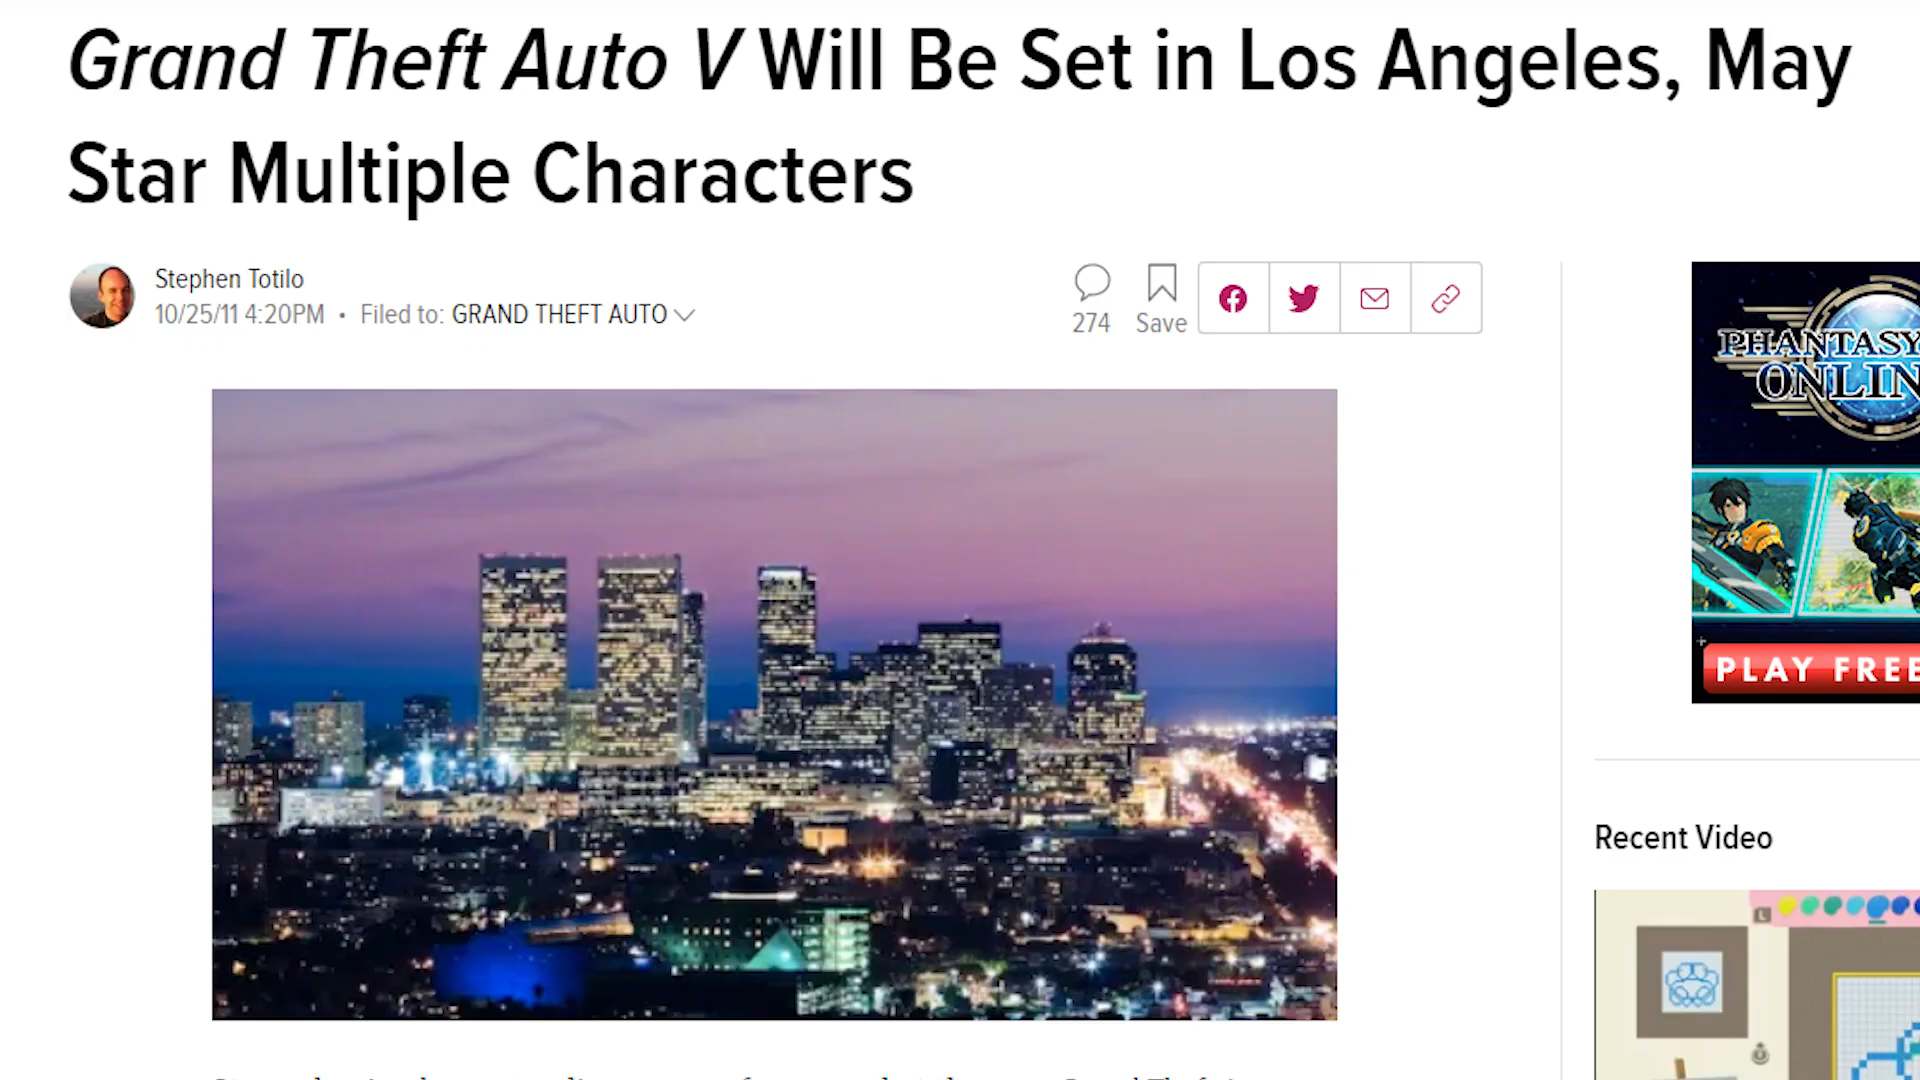 Grand Theft Auto V Will Be Set in Los Angeles, May
Star Multiple Characters
Stephen Totilo
10/25/11 4:20PM • Filed to: GRAND THEFT AUTO
274
Save
PHANTASY
ONLIN
PLAY FREE
Recent Video
L